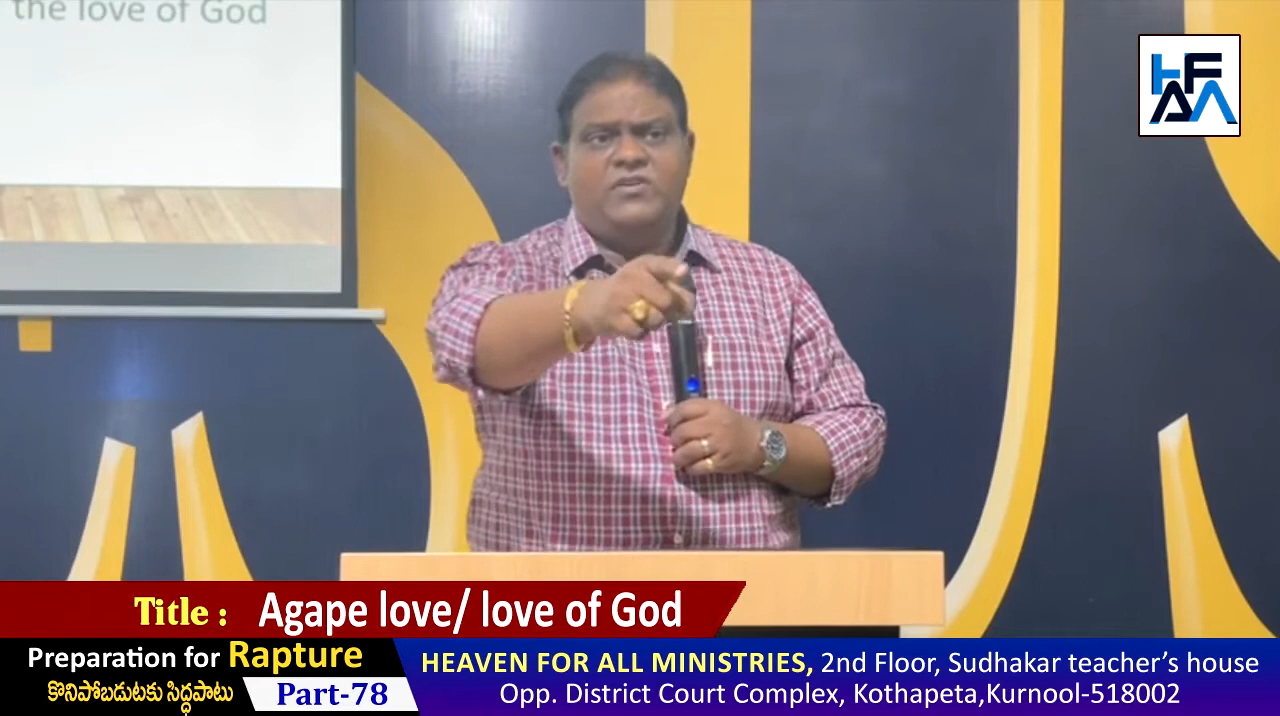 the love of God
HFAM
Title : Agape love/ love of God
Preparation for Rapture
కొనిపోబడుటకు సిద్ధపాటు
Part-78
HEAVEN FOR ALL MINISTRIES, 2nd Floor, Sudhakar teacher’s house
Opp. District Court Complex, Kothapeta,Kurnool-518002